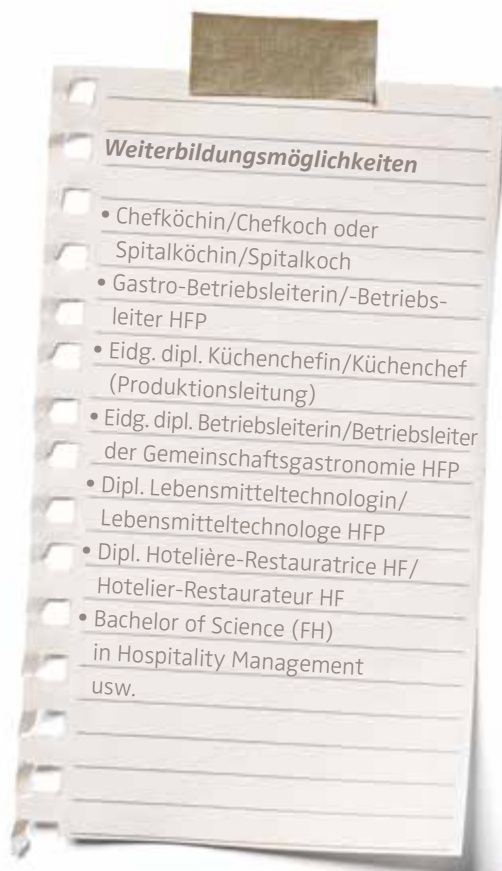 Weiterbildungsmöglichkeiten
• Chefköchin/Chefkoch oder
Spitalköchin/Spitalkoch
• Gastro-Betriebsleiterin/-Betriebs-
leiter HFP
• Eidg. dipl. Küchenchefin/Küchenchef
(Produktionsleitung)
• Eidg. dipl. Betriebsleiterin/Betriebsleiter
der Gemeinschaftsgastronomie HFP
• Dipl. Lebensmitteltechnologin/
Lebensmitteltechnologe HFP
• Dipl. Hotelière-Restauratrice HF/
Hotelier-Restaurateur HF
• Bachelor of Science (FH)
in Hospitality Management
usw.